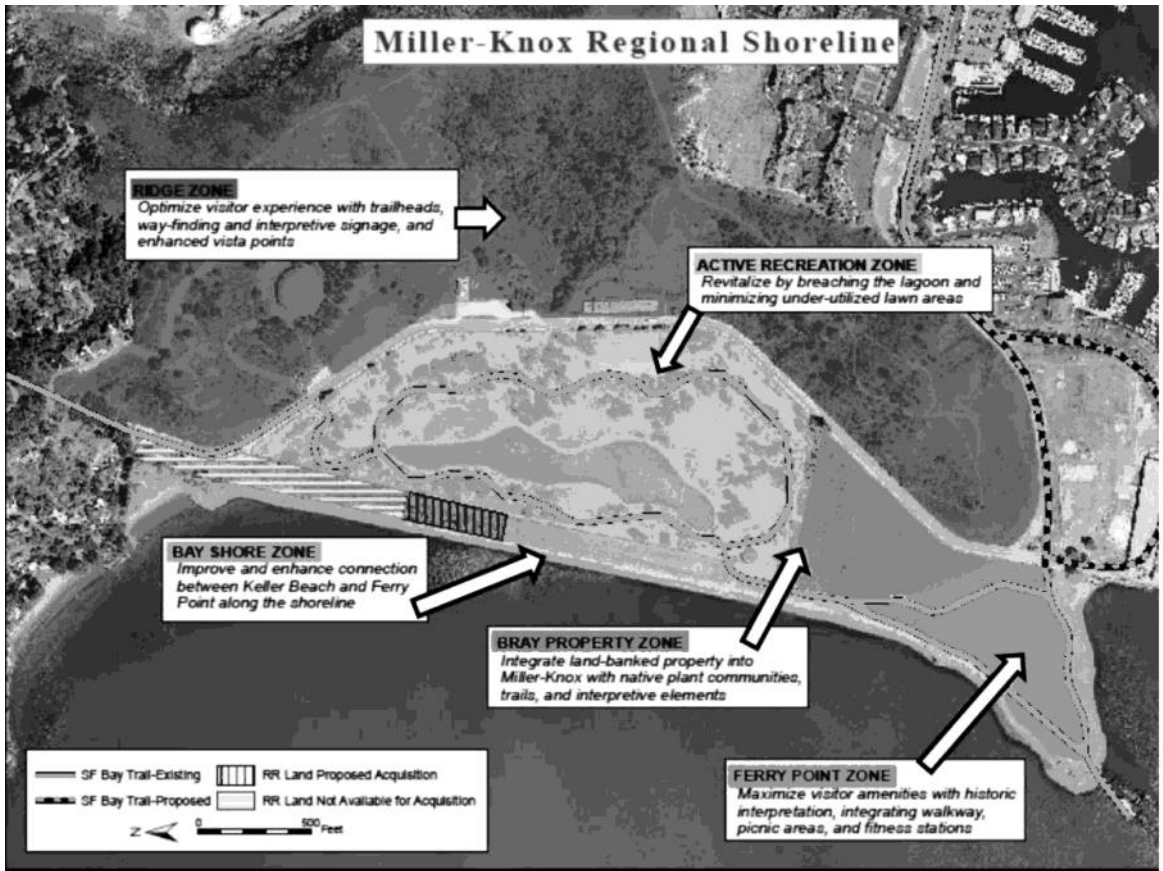 Miller-Knox Regional Shoreline
RIDGE ZONE
Optimize visitor experience with trailheads,
way-finding and interpretive signage, and
enhanced vista points
ACTIVE RECREATION ZONE
Revitalize by breaching the lagoon and
minimizing under-utilized lawn areas
BAY SHORE ZONE
Improve and enhance connection
between Keller Beach and Ferry
Point along the shoreline
BRAY PROPERTY ZONE
Integrate land-banked property into
Miller-Knox with native plant communities,
trails, and interpretive elements
FERRY POINT ZONE
Maximize visitor amenities with historic
interpretation, integrating walkway,
picnic areas, and fitness stations
SF Bay Trail-Existing
RR Land Proposed Acquisition
SF Bay Trail-Proposed
RR Land Not Available for Acquisition
Z
0 500
Feet